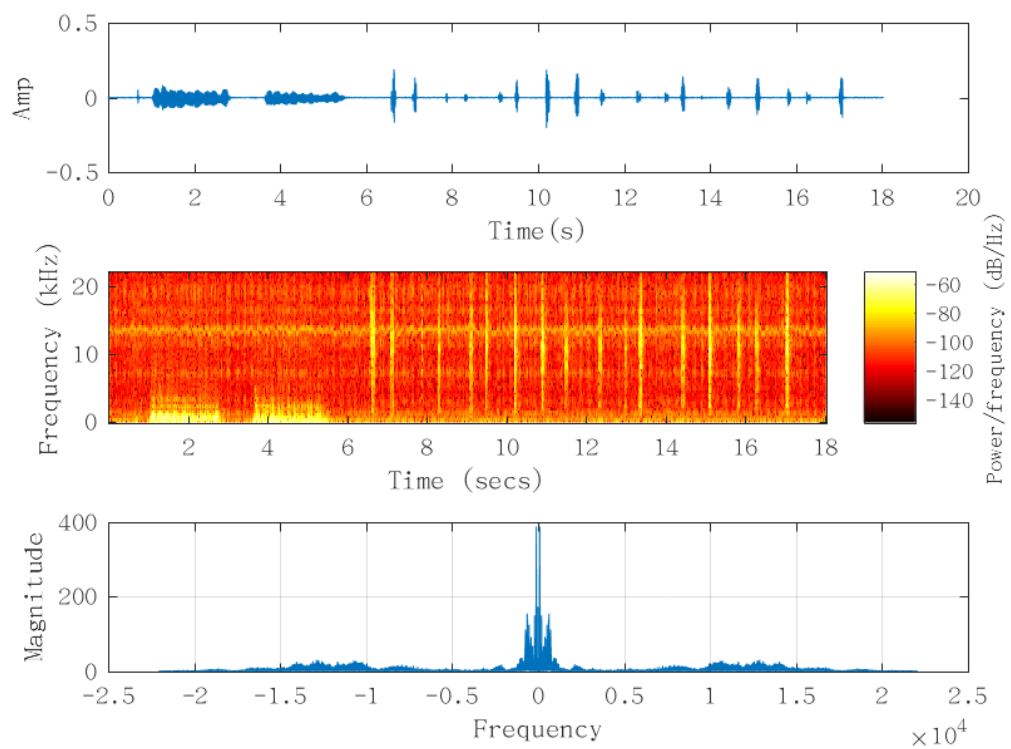 0.5
0
-0.5
Amp
0 2 4 6 8 10 12 14 16 18 20
Time(s)
20
10
0
Frequency (kHz)
2 4 6 8 10 12 14 16 18
Time (secs)
-60
-80
-100
-120
-140
Power/frequency (dB/Hz)
400
200
0
Magnitude
-2.5 -2 -1.5 -1 -0.5 0 0.5 1 1.5 2 2.5
Frequency
×10⁴